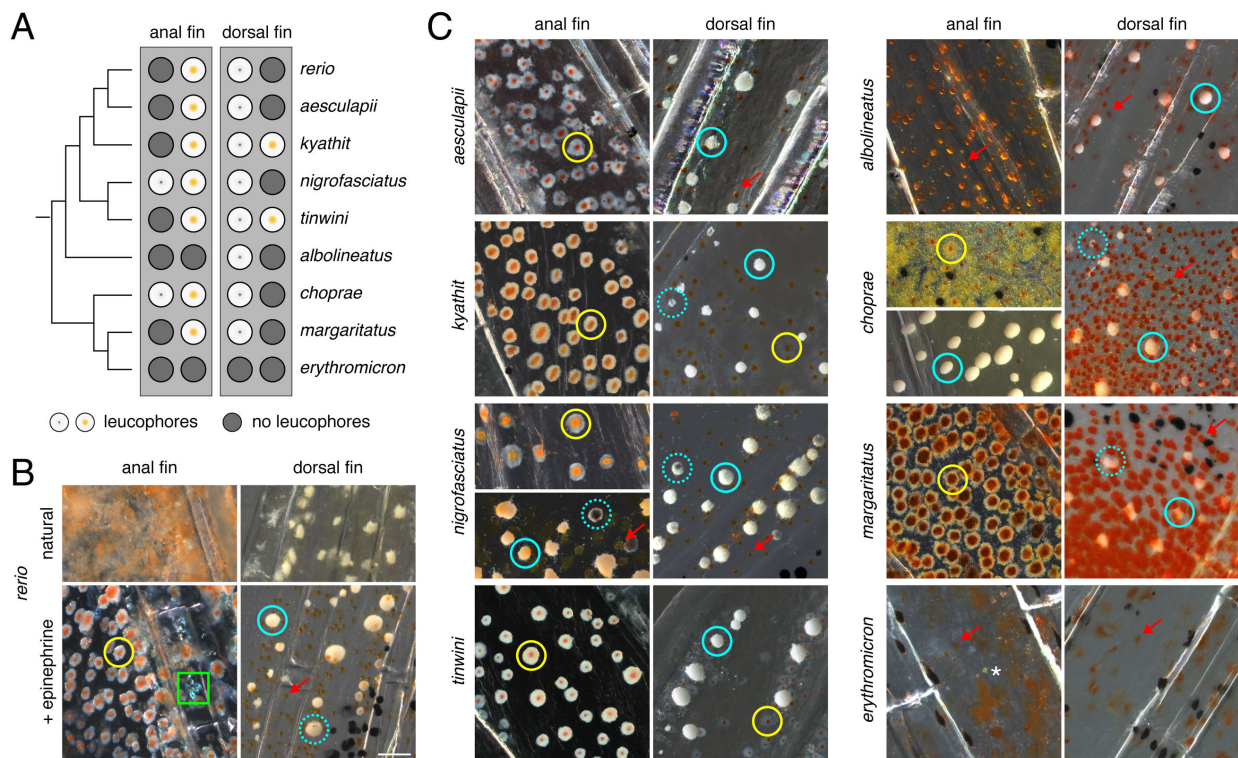 A
anal fin dorsal fin
rerio
aesculapii
kyathit
nigrofasciatus
tinwini
albolineatus
choprae
margaritatus
erythromicron
leucophores no leucophores
B
anal fin dorsal fin
rerio
natural
+ epinephrine
C
anal fin dorsal fin
aesculapii
kyathit
nigrofasciatus
tinwini
anal fin dorsal fin
albolineatus
choprae
margaritatus
erythromicron
*